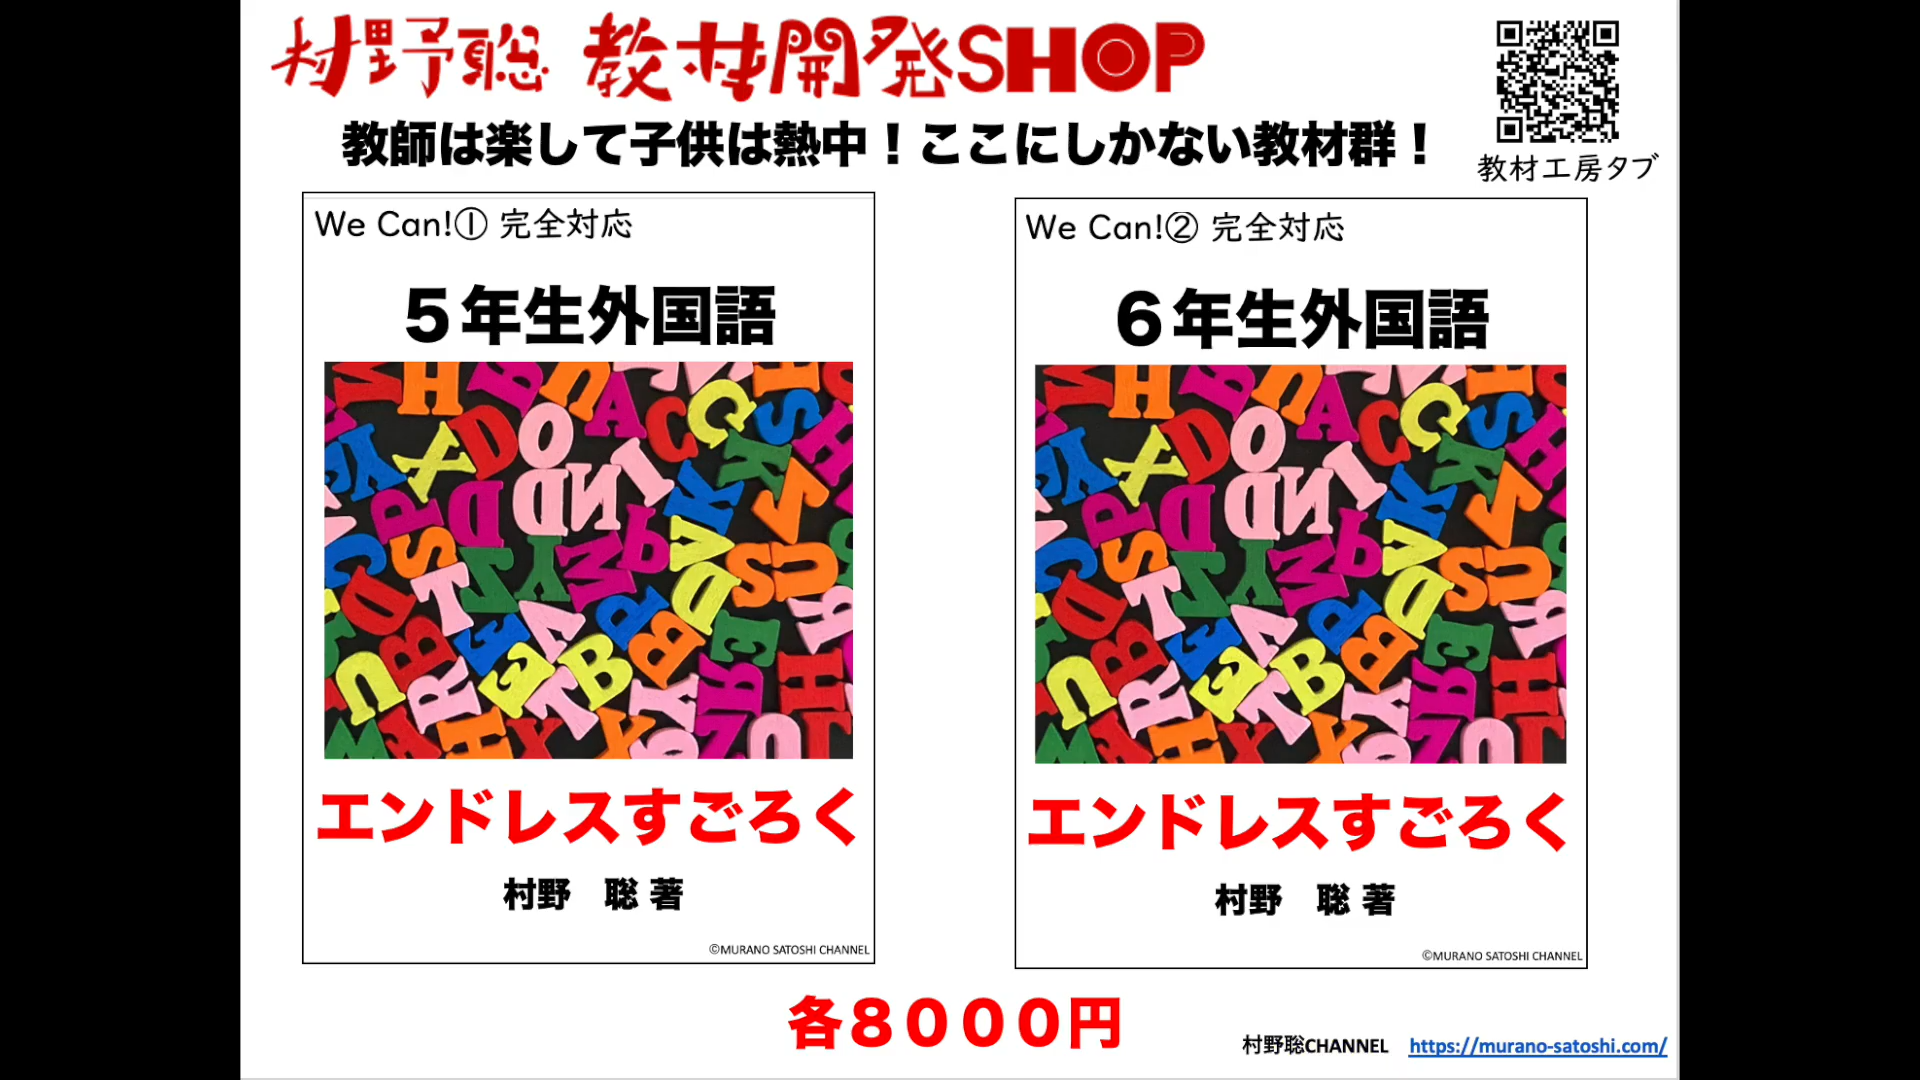 村野聡 教材開発SHOP
教師は楽して子供は熱中！ここにしかない教材群！
教材工房タブ
We Can!① 完全対応
５年生外国語
エンドレスすごろく
村野　聡 著
©MURANO SATOSHI CHANNEL
We Can!② 完全対応
６年生外国語
エンドレスすごろく
村野　聡 著
©MURANO SATOSHI CHANNEL
各８０００円
村野聡CHANNEL https://murano-satoshi.com/